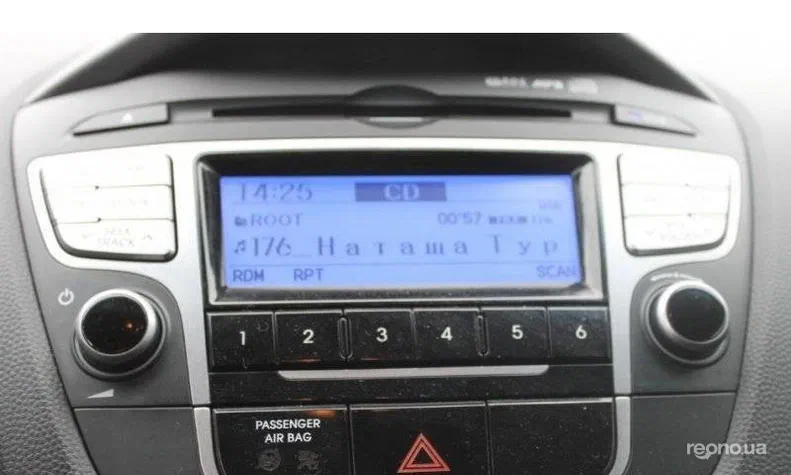 14:25 CD
ROOT 00'57
♫176_Наташа Тур
RDM RPT SCAN
TRACK
1 2 3 4 5 6
PASSENGER
AIR BAG
reono.ua